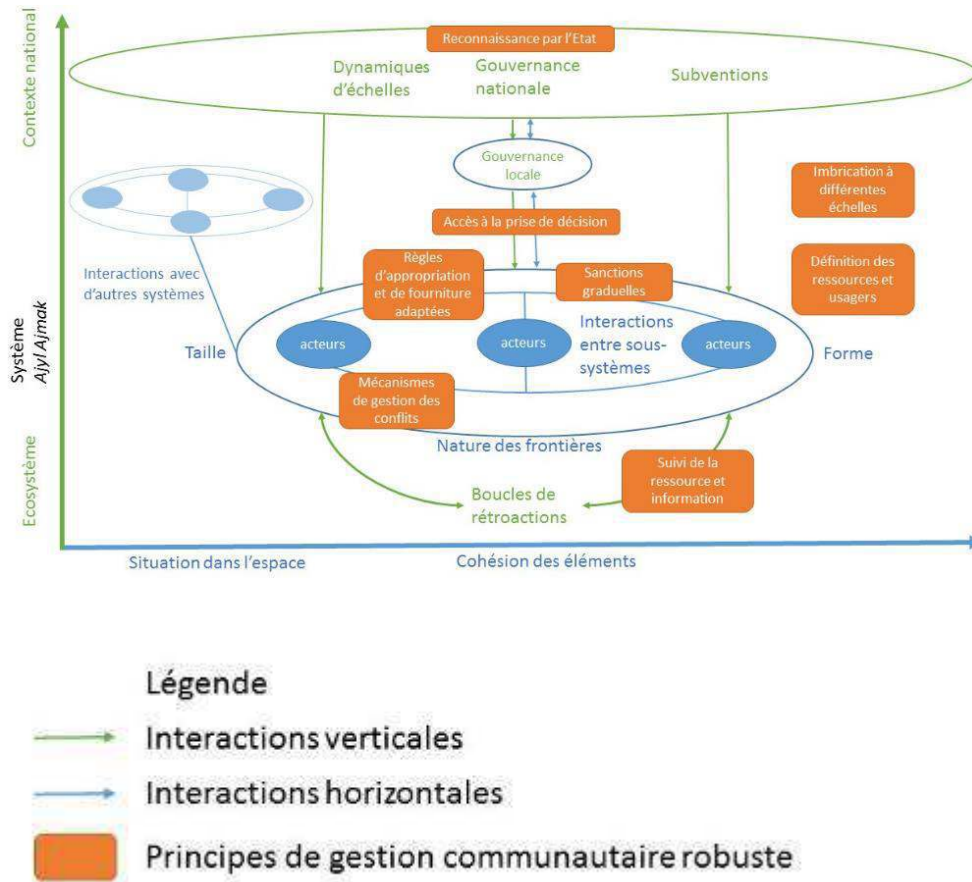 Contexte national
Système
Ajyl Ajmak
Ecosystème
Reconnaissance par l'Etat
Dynamiques
d'échelles
Gouvernance
nationale
Subventions
Gouvernance
locale
Imbrication à
différentes
échelles
Accès à la prise de décision
Interactions avec
d'autres systèmes
Règles
d'appropriation
et de fourniture
adaptées
Sanctions
graduelles
Définition des
ressources et
usagers
Taille
acteurs
acteurs
Interactions
entre sous-
systèmes
acteurs
Forme
Mécanismes
de gestion des
conflits
Nature des frontières
Suivi de la
ressource et
information
Boucles de
rétroactions
Situation dans l'espace
Cohésion des éléments
Légende
Interactions verticales
Interactions horizontales
Principes de gestion communautaire robuste